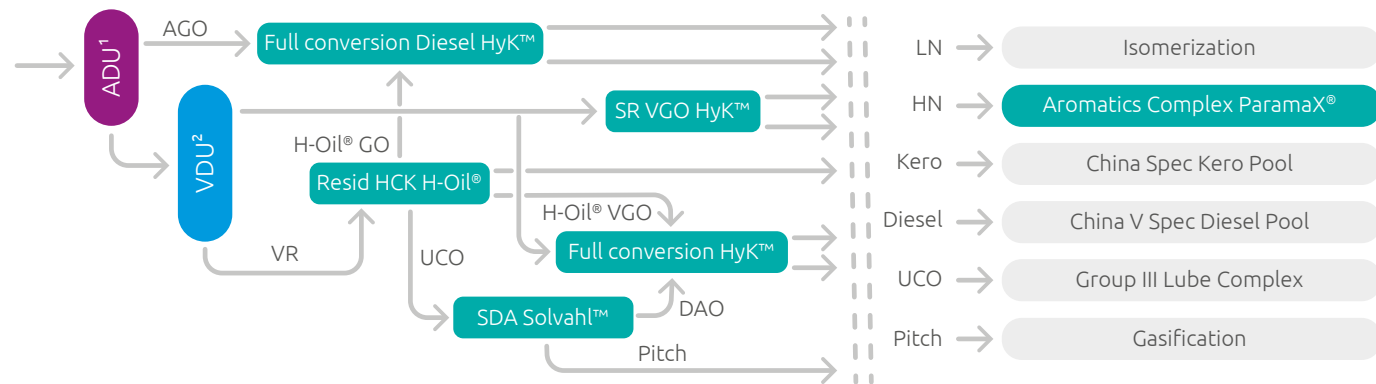 AGO
ADU¹
Full conversion Diesel HyK™
VDU²
SR VGO HyK™
H-Oil® GO
Resid HCK H-Oil®
H-Oil® VGO
VR
UCO
Full conversion HyK™
SDA Solvahl™
DAO
Pitch
LN
Isomerization
HN
Aromatics Complex ParamaX®
Kero
China Spec Kero Pool
Diesel
China V Spec Diesel Pool
UCO
Group III Lube Complex
Pitch
Gasification